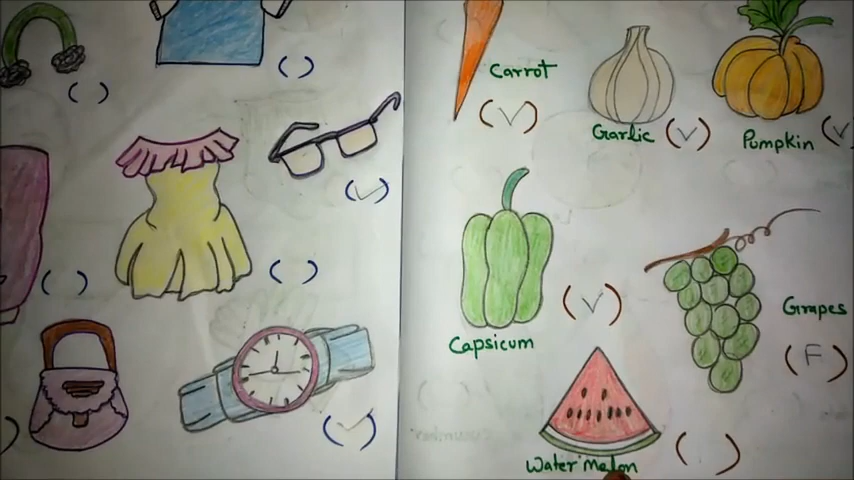 Carrot
(✓)
Garlic (✓)
Pumpkin (✓
Capsicum (✓)
Grapes
(F)
Water melon ( )
( )
( )
(✓)
( )
( )
(✓)
)